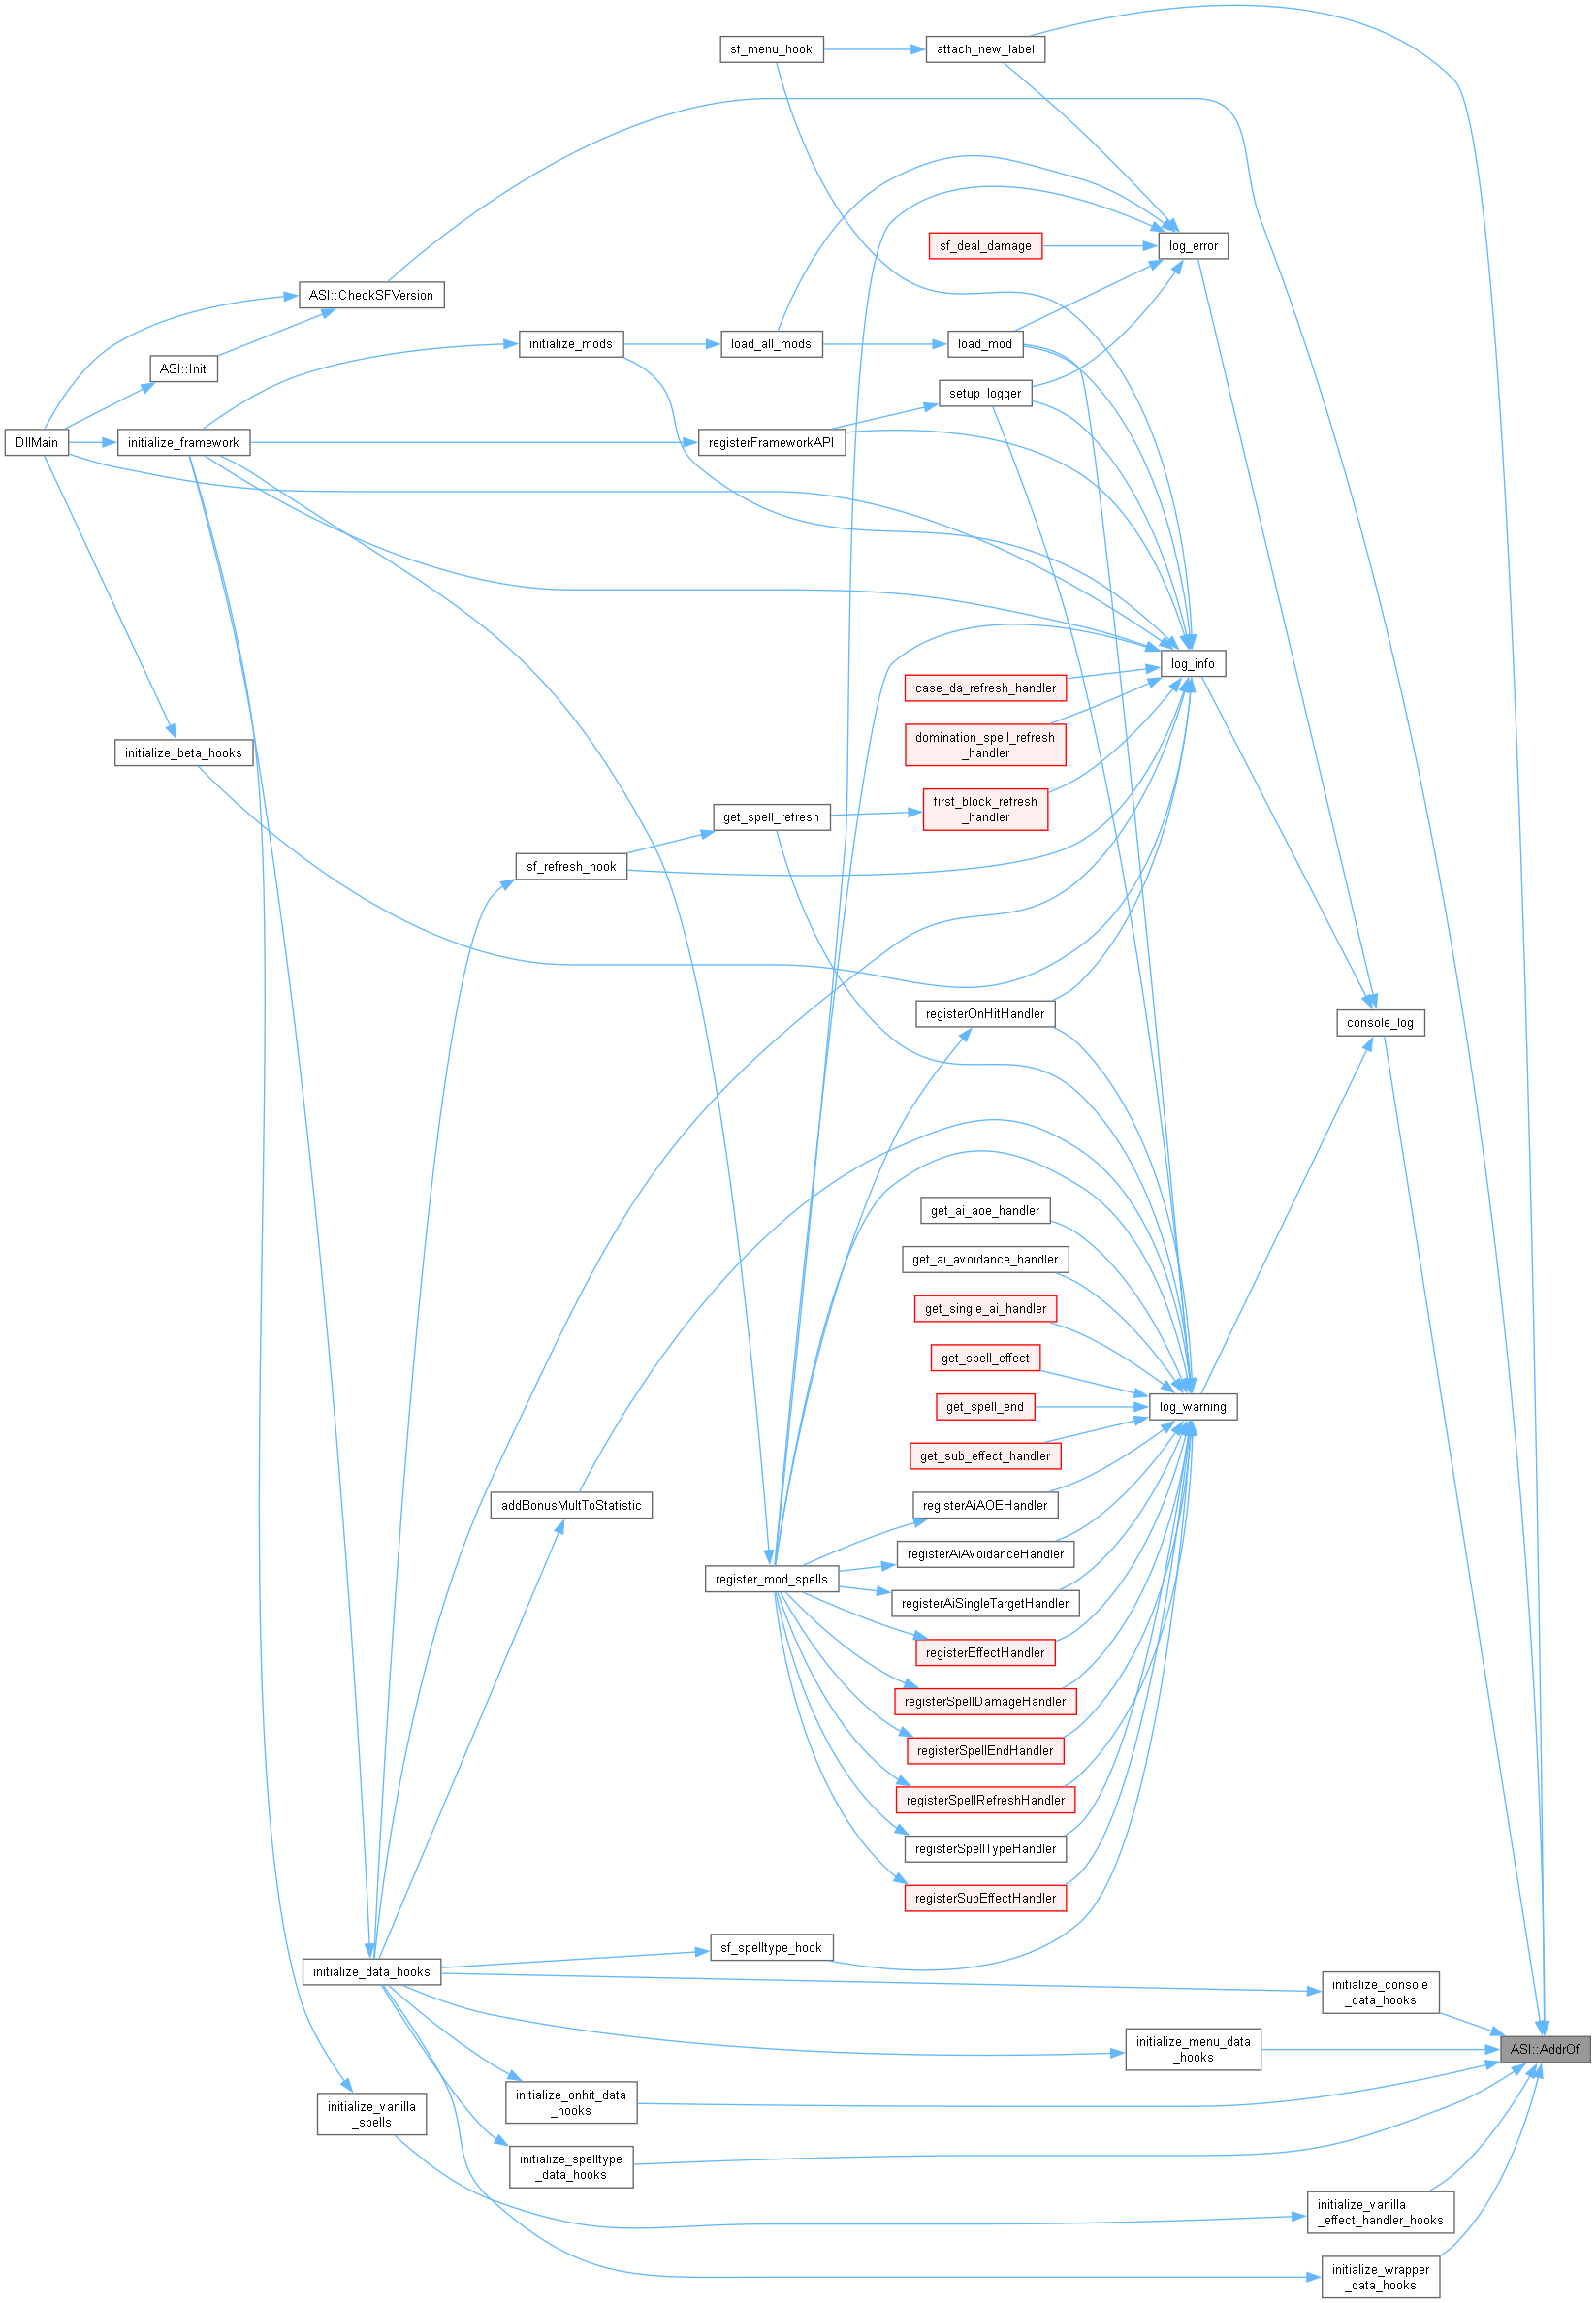 sf_menu_hook
attach_new_label
log_error
sf_deal_damage
ASI::CheckSFVersion
initialize_mods
load_all_mods
load_mod
ASI::Init
setup_logger
DllMain
initialize_framework
registerFrameworkAPI
log_info
case_da_refresh_handler
domination_spell_refresh
_handler
initialize_beta_hooks
first_block_refresh
_handler
get_spell_refresh
sf_refresh_hook
registerOnHitHandler
console_log
get_ai_aoe_handler
get_ai_avoidance_handler
get_single_ai_handler
get_spell_effect
get_spell_end
log_warning
get_sub_effect_handler
addBonusMultToStatistic
registerAiAOEHandler
registerAiAvoidanceHandler
register_mod_spells
registerAiSingleTargetHandler
registerEffectHandler
registerSpellDamageHandler
registerSpellEndHandler
registerSpellRefreshHandler
registerSpellTypeHandler
registerSubEffectHandler
sf_spelltype_hook
initialize_data_hooks
initialize_console
_data_hooks
initialize_menu_data
_hooks
ASI::AddrOf
initialize_onhit_data
_hooks
initialize_vanilla
_spells
initialize_spelltype
_data_hooks
initialize_vanilla
_effect_handler_hooks
initialize_wrapper
_data_hooks